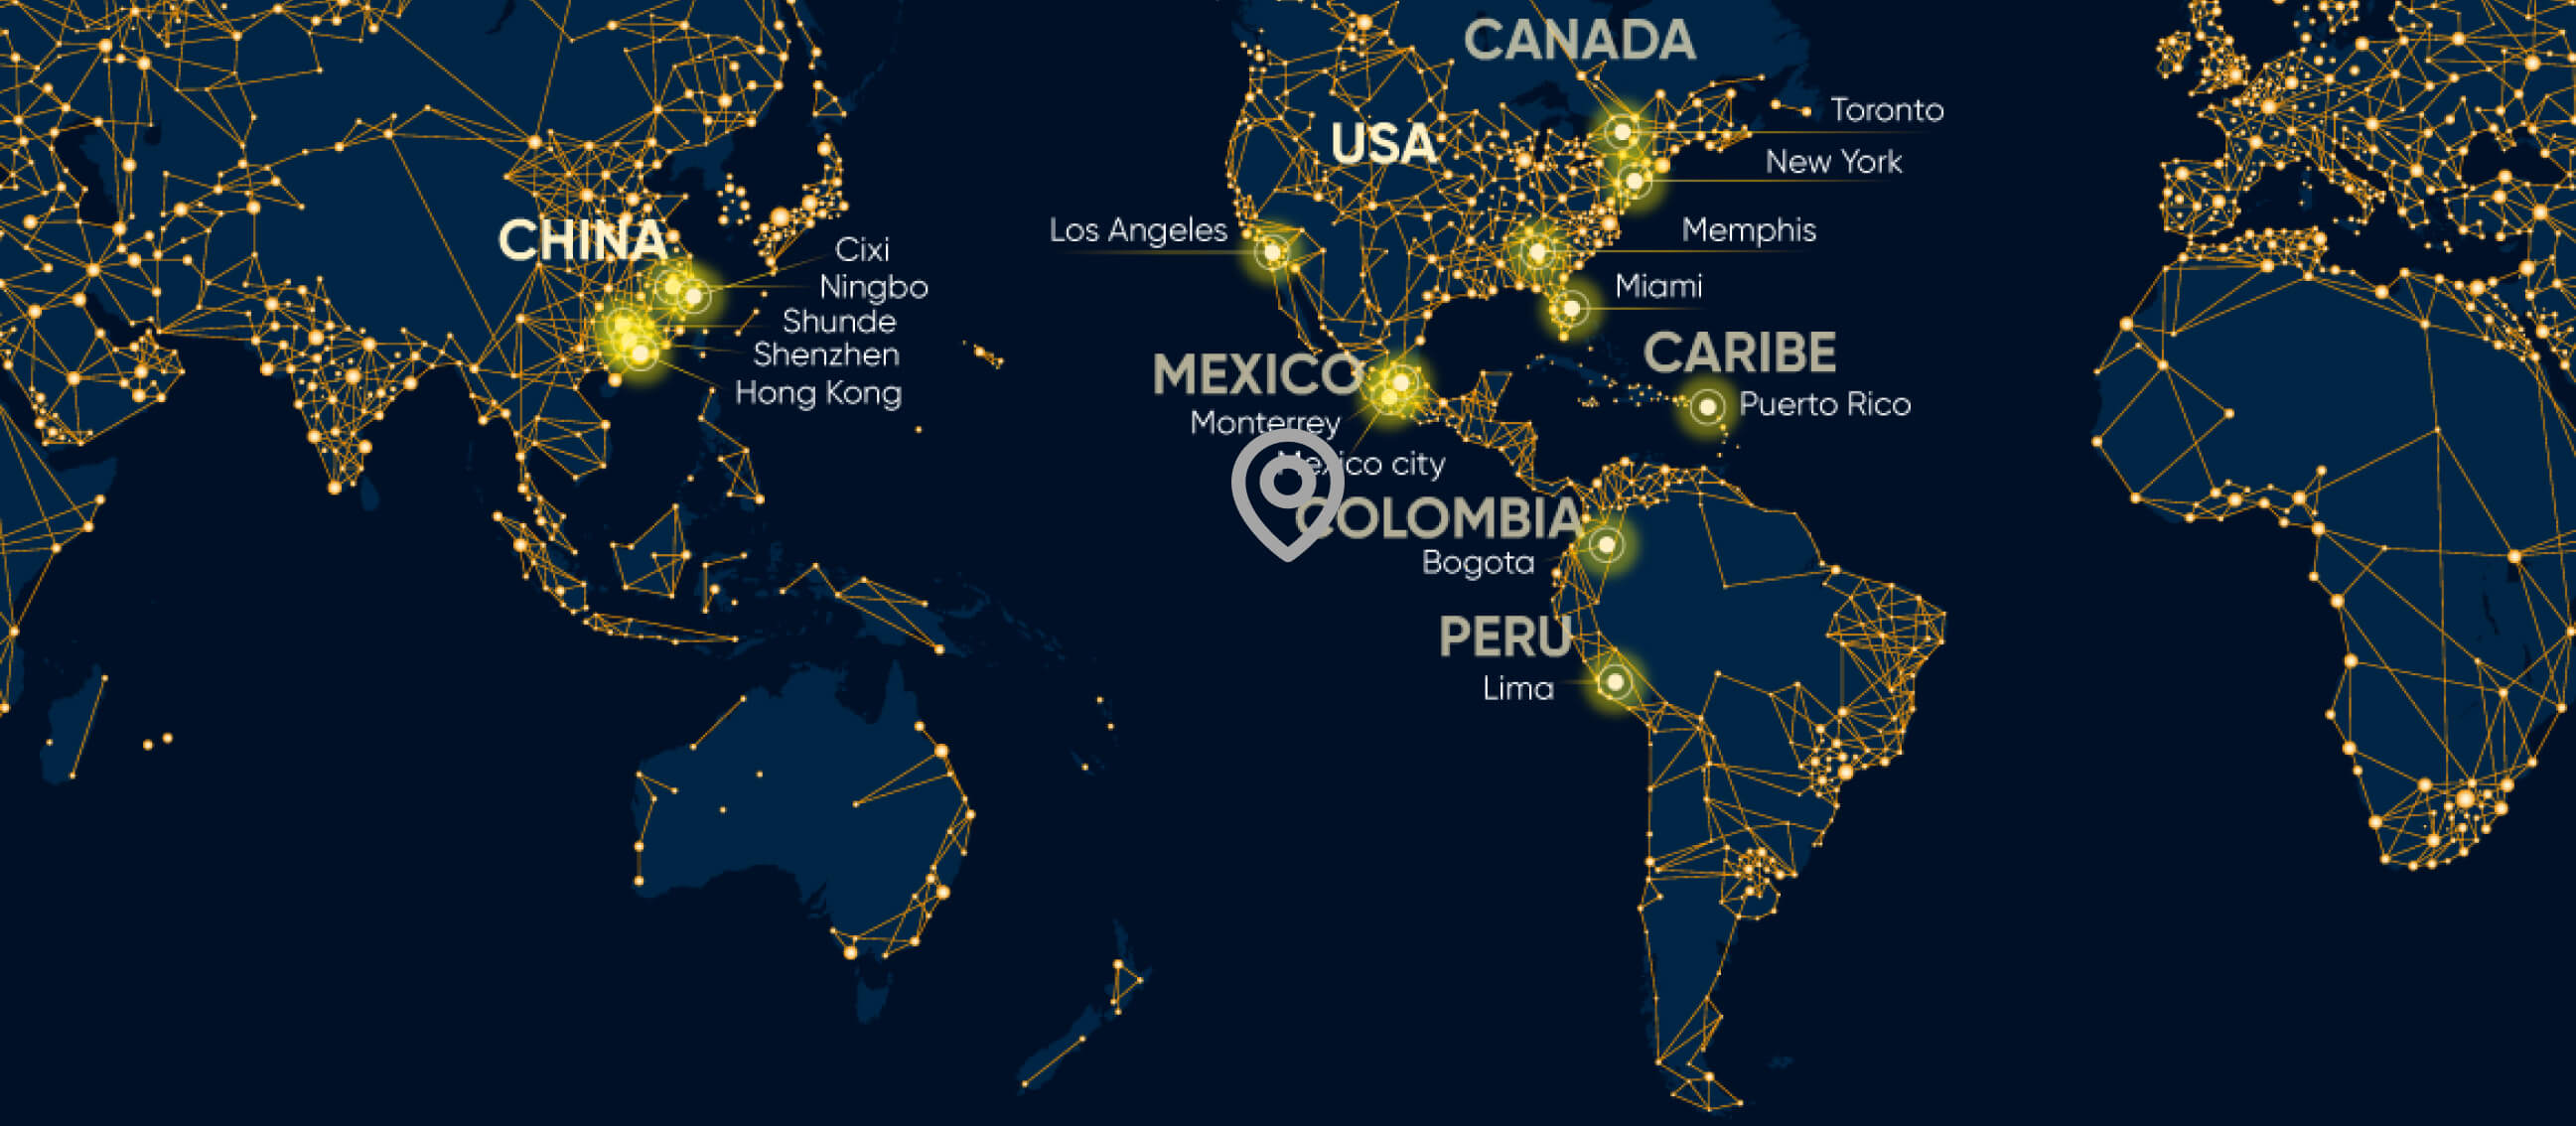 CANADA
Toronto
USA
New York
Los Angeles
Memphis
Miami
CHINA
Cixi
Ningbo
Shunde
Shenzhen
Hong Kong
MEXICO
Monterrey
Mexico city
CARIBE
Puerto Rico
COLOMBIA
Bogota
PERU
Lima